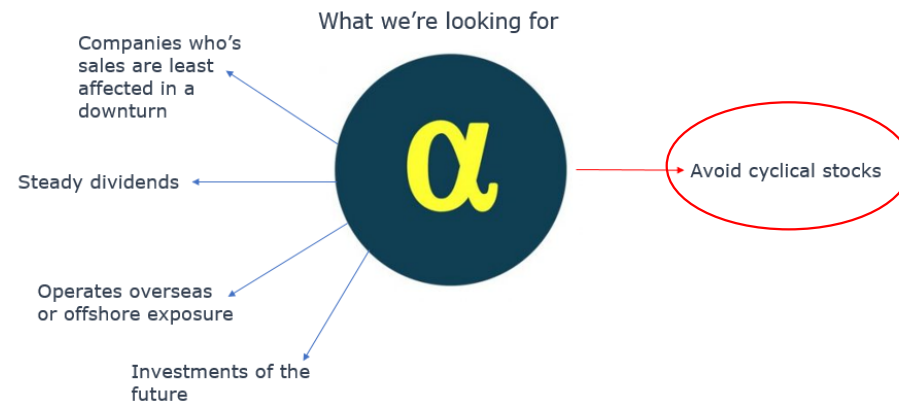 What we're looking for
Companies who's
sales are least
affected in a
downturn
Steady dividends
Operates overseas
or offshore exposure
Investments of the
future
α
Avoid cyclical stocks